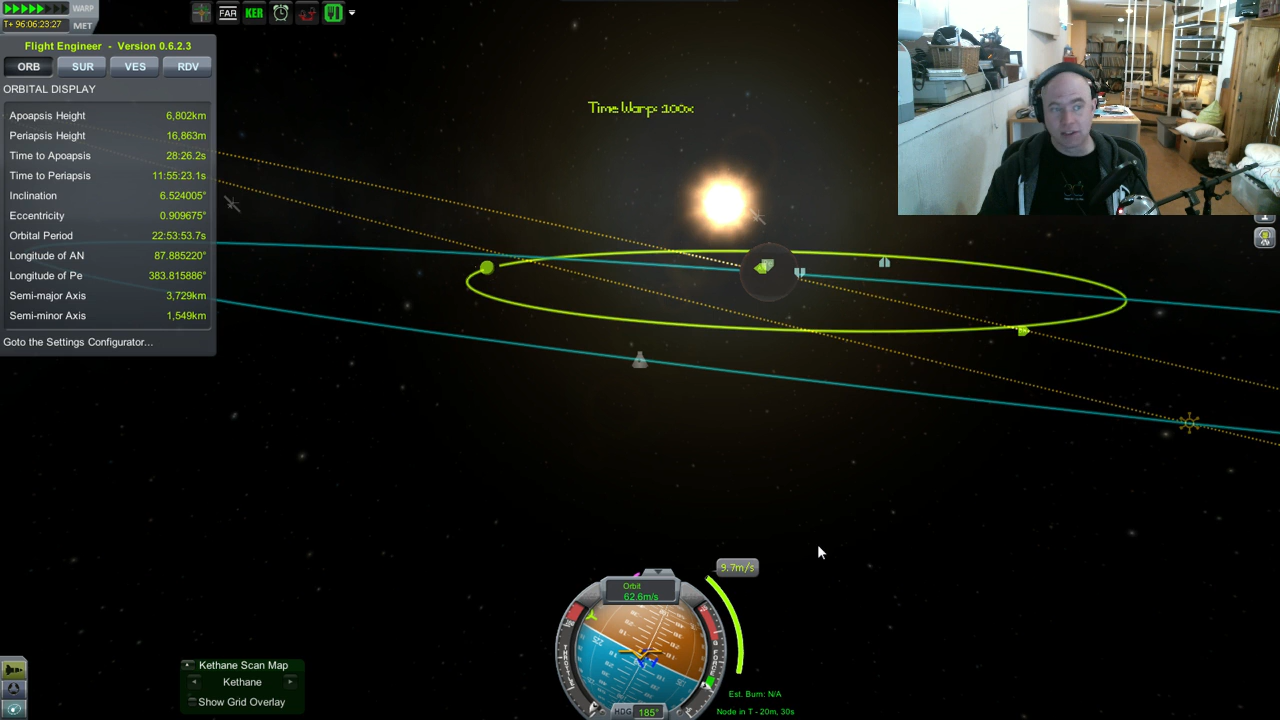 WARP
T+ 96:06:23:27
MET
FAR
KER
Flight Engineer - Version 0.6.2.3
ORB SUR VES RDV
ORBITAL DISPLAY
Apoapsis Height 6,802km
Periapsis Height 16,863m
Time to Apoapsis 28:26.2s
Time to Periapsis 11:55:23.1s
Inclination 6.524005°
Eccentricity 0.909675°
Orbital Period 22:53:53.7s
Longitude of AN 87.885220°
Longitude of Pe 383.815886°
Semi-major Axis 3,729km
Semi-minor Axis 1,549km
Goto the Settings Configurator...
Time Warp: 100x
9.7m/s
Orbit
62.6m/s
HDG 185°
Est. Burn: N/A
Node in T - 20m, 30s
Kethane Scan Map
Kethane
Show Grid Overlay